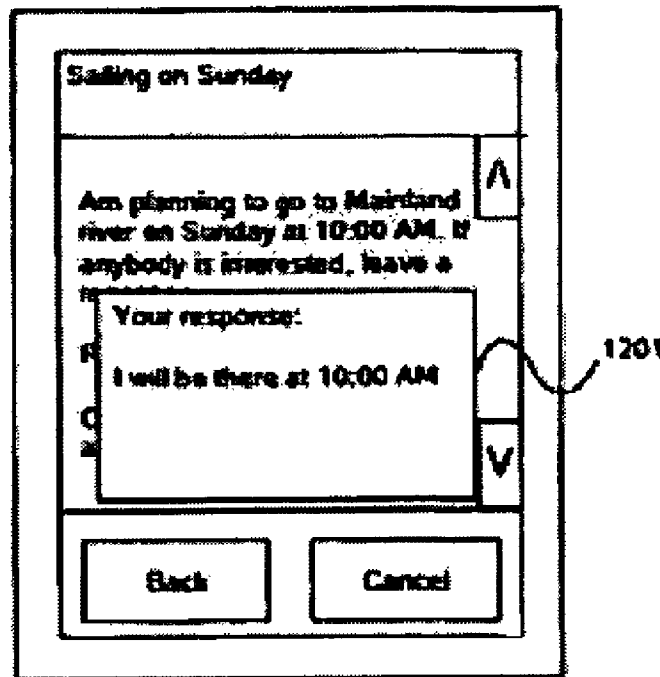 Sailing on Sunday
Am planning to go to Mainland
river on Sunday at 10:00 AM. If
anybody is interested, leave a
Your response:
I will be there at 10:00 AM
Back
Cancel